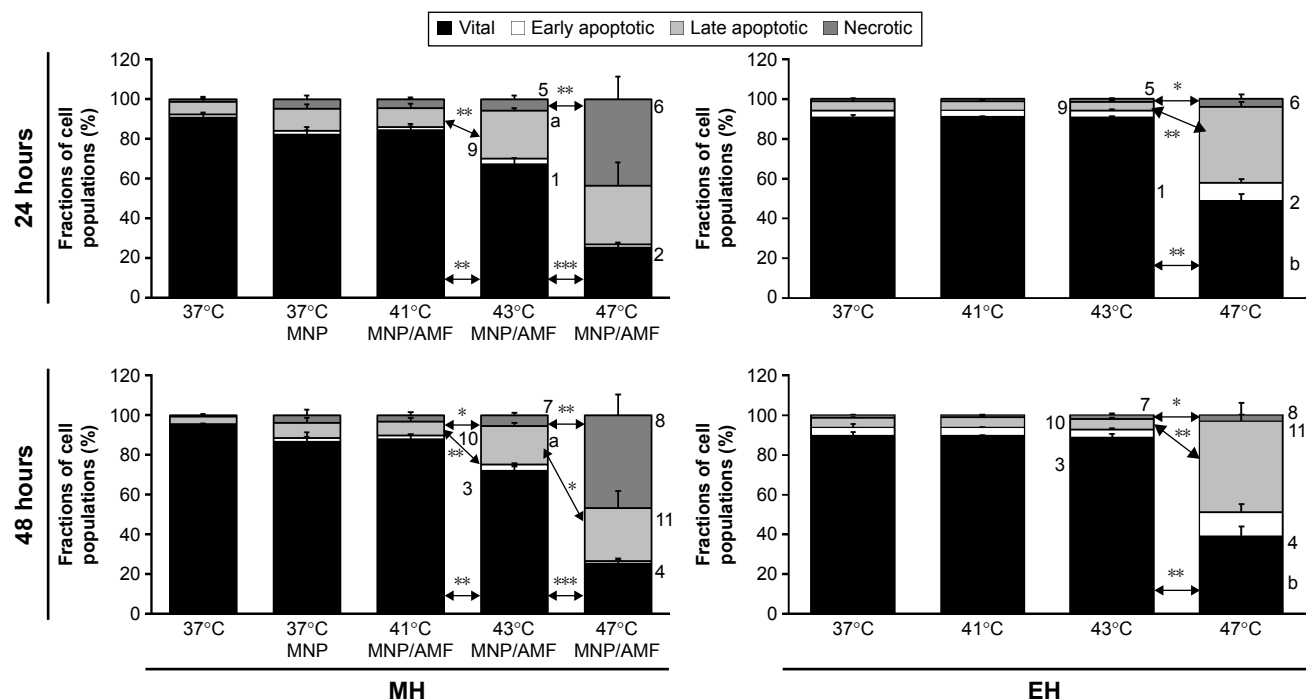 Vital Early apoptotic Late apoptotic Necrotic
24 hours
Fractions of cell
populations (%)
120
100
80
60
40
20
0
** 5 ** 6
a
9
1
** *** 2
37°C 37°C 41°C 43°C 47°C
MNP MNP/AMF MNP/AMF MNP/AMF
Fractions of cell
populations (%)
120
100
80
60
40
20
0
5 * 6
9
**
1 2
** b
37°C 41°C 43°C 47°C
48 hours
Fractions of cell
populations (%)
120
100
80
60
40
20
0
* 7 ** 8
10 a
**
3 * 11
** *** 4
37°C 37°C 41°C 43°C 47°C
MNP MNP/AMF MNP/AMF MNP/AMF
MH
Fractions of cell
populations (%)
120
100
80
60
40
20
0
7 * 8
10 ** 11
3
4
** b
37°C 41°C 43°C 47°C
EH